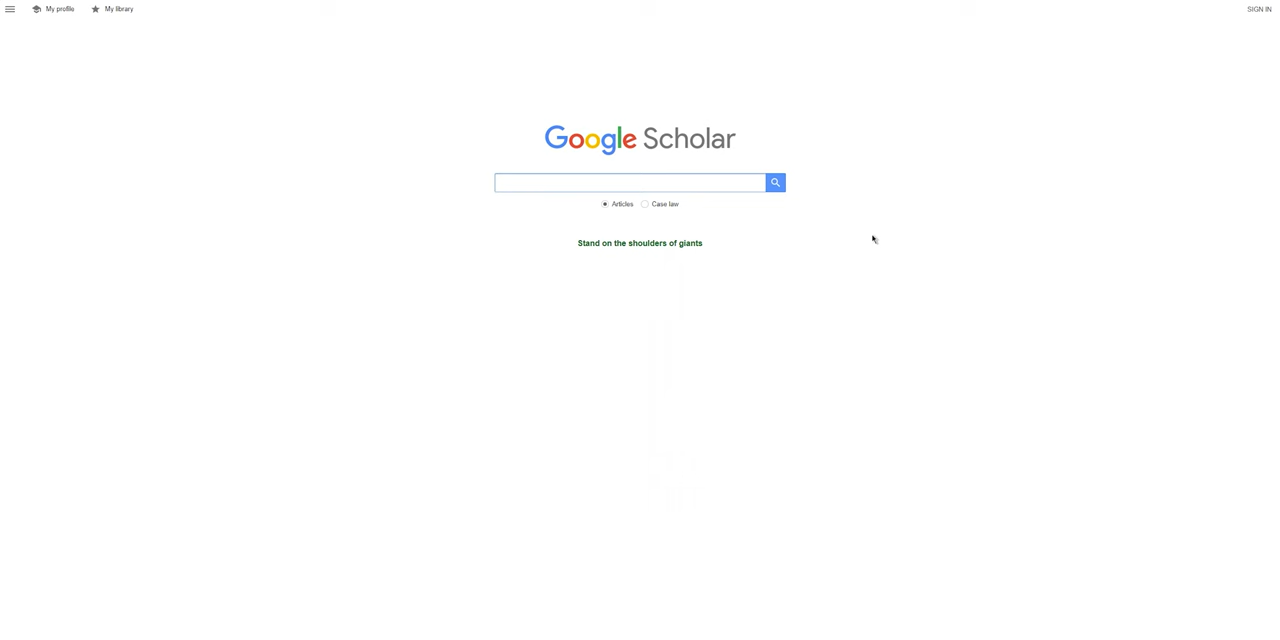 My profile My library SIGN IN
Google Scholar
Articles Case law
Stand on the shoulders of giants